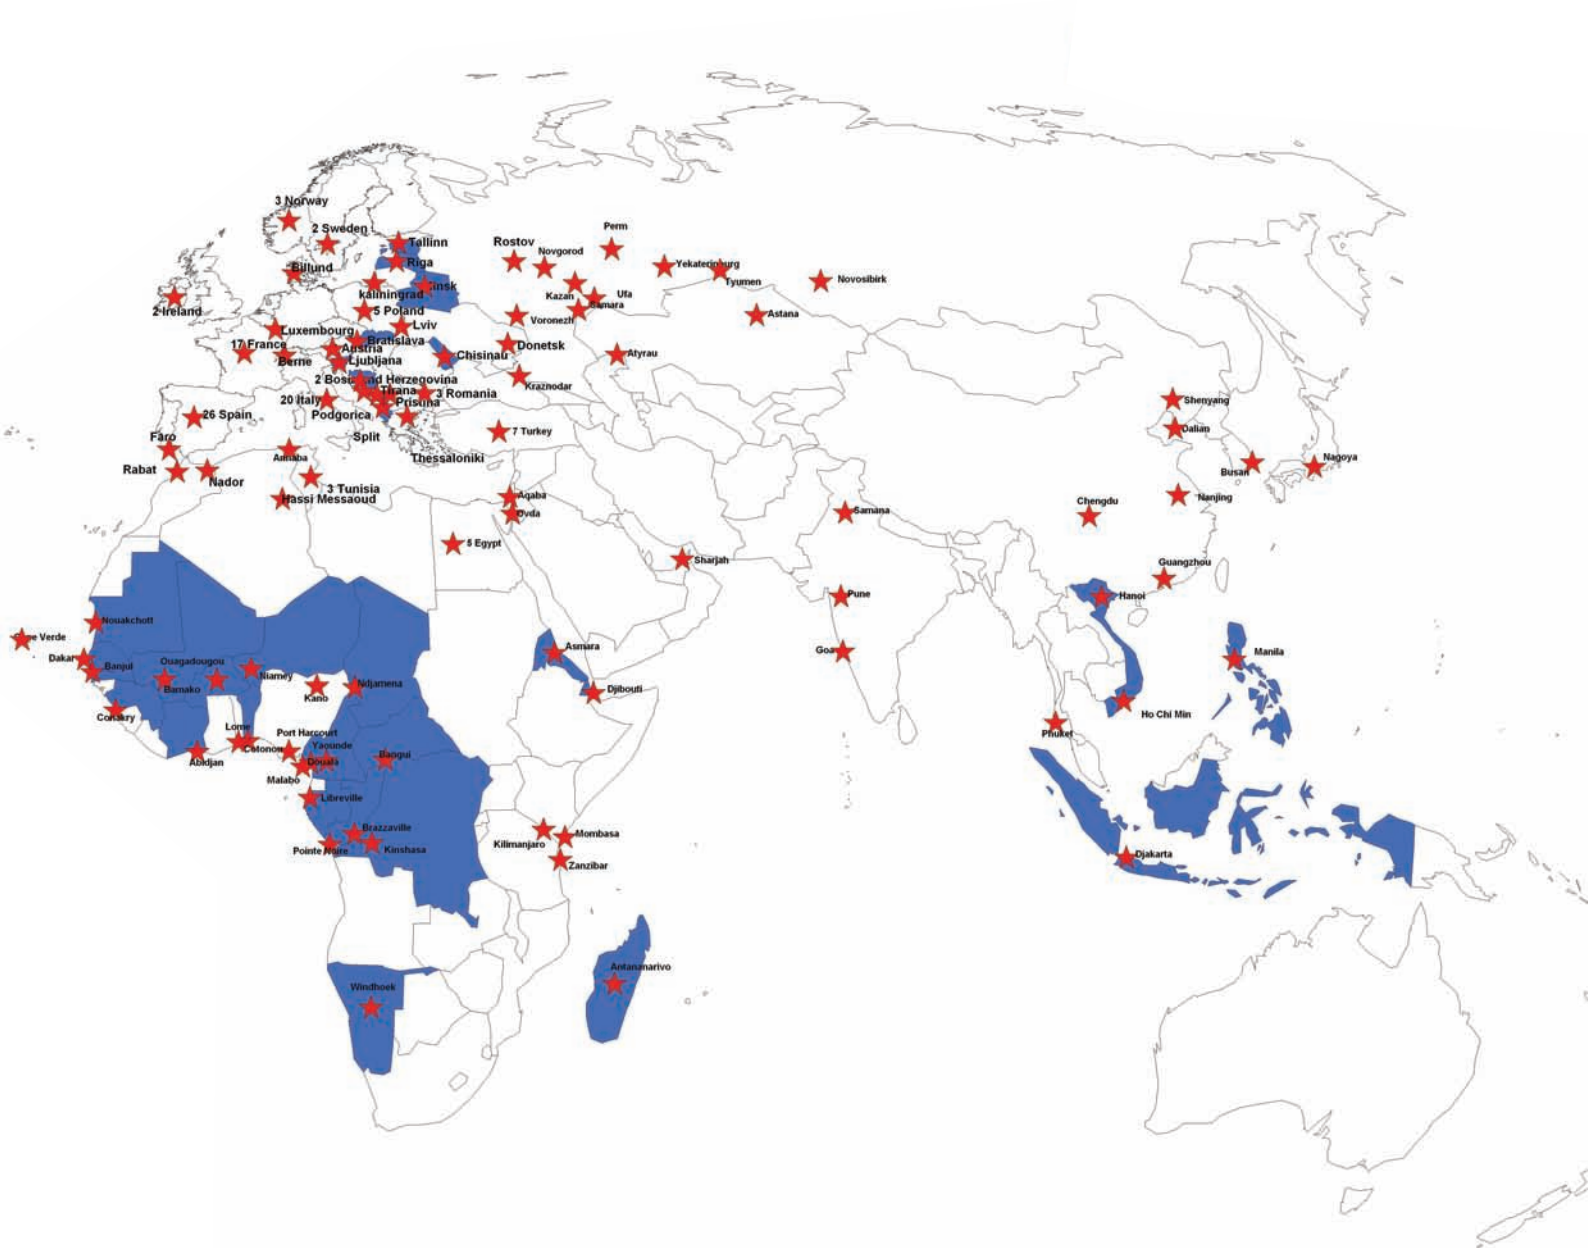 3 Norway
2 Sweden
Tallinn
Billund
Riga
kaliningrad
2 Ireland
5 Poland
Luxembourg
Lviv
17 France
Bratislava
Austria
Berne
Ljubljana
Chisinau
Tirana
20 Italy
3 Romania
Podgorica
26 Spain
Split
Thessaloniki
Faro
Rabat
Nador
Annaba
3 Tunisia
Hassi Messaoud
Rostov
Novgorod
Perm
Yekaterinburg
Tyumen
Novosibirk
Kazan
Ufa
Samara
Voronezh
Astana
Donetsk
Atyrau
Kraznodar
7 Turkey
Aqaba
Ovda
5 Egypt
Sharjah
Samana
Pune
Goa
Shenyang
Dalian
Busan
Nagoya
Chengdu
Nanjing
Guangzhou
Hanoi
Manila
Ho Chi Min
Phuket
Djakarta
Nouakchott
Verde
Dakar
Banjul
Ouagadougou
Bamako
Niamey
Kano
Ndjamena
Conakry
Lome
Cotonou
Abidjan
Port Harcourt
Yaounde
Douala
Malabo
Bangui
Libreville
Brazzaville
Pointe Noire
Kinshasa
Asmara
Djibouti
Kilimanjaro
Mombasa
Zanzibar
Antananarivo
Windhoek